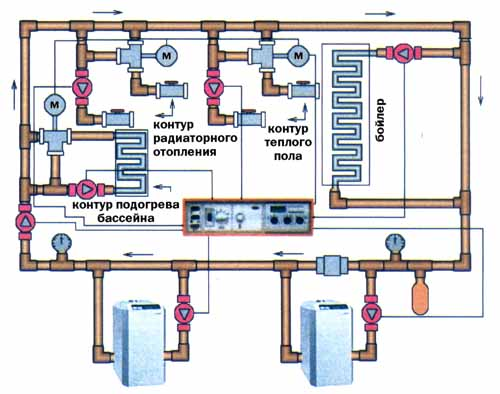 М
М
М
контур
радиаторного
отопления
контур
теплого
пола
бойлер
контур подогрева
бассейна